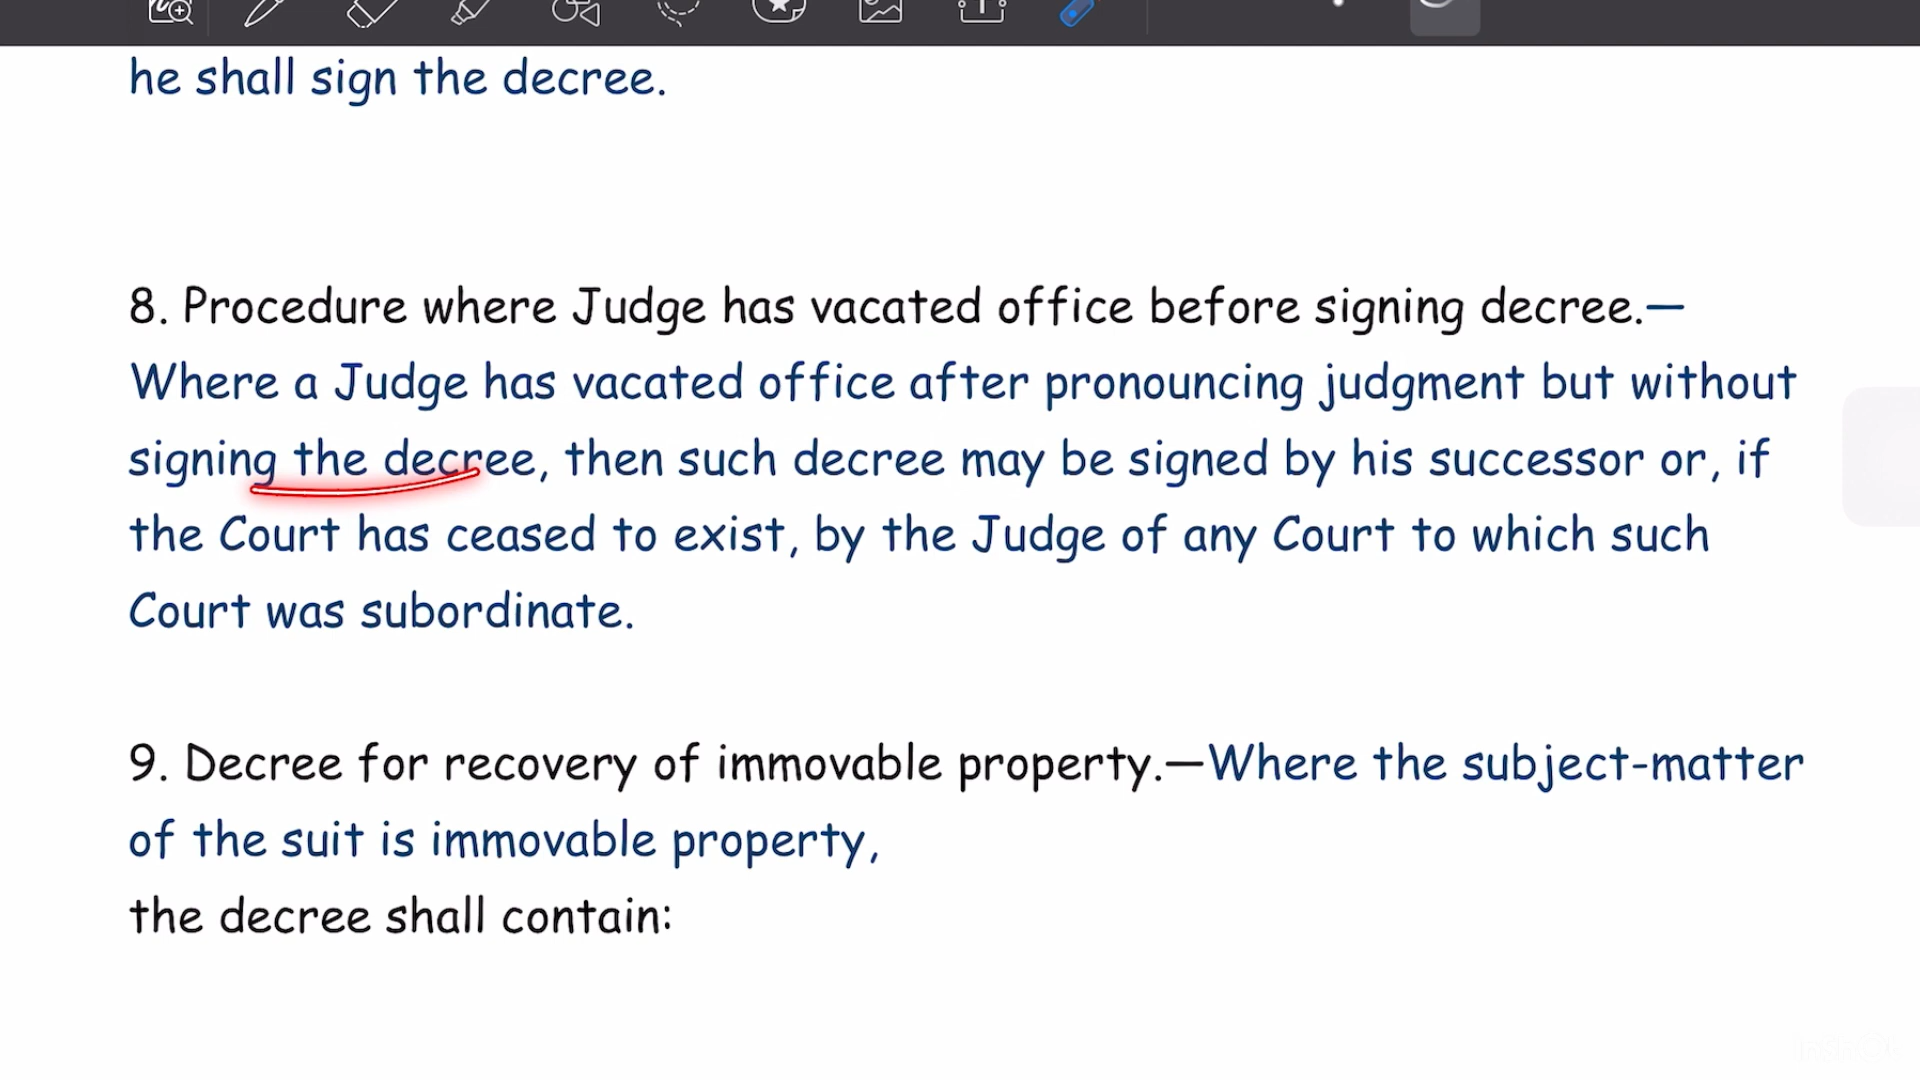 he shall sign the decree.
8. Procedure where Judge has vacated office before signing decree.—
Where a Judge has vacated office after pronouncing judgment but without
signing the decree, then such decree may be signed by his successor or, if
the Court has ceased to exist, by the Judge of any Court to which such
Court was subordinate.
9. Decree for recovery of immovable property.—Where the subject-matter
of the suit is immovable property,
the decree shall contain: